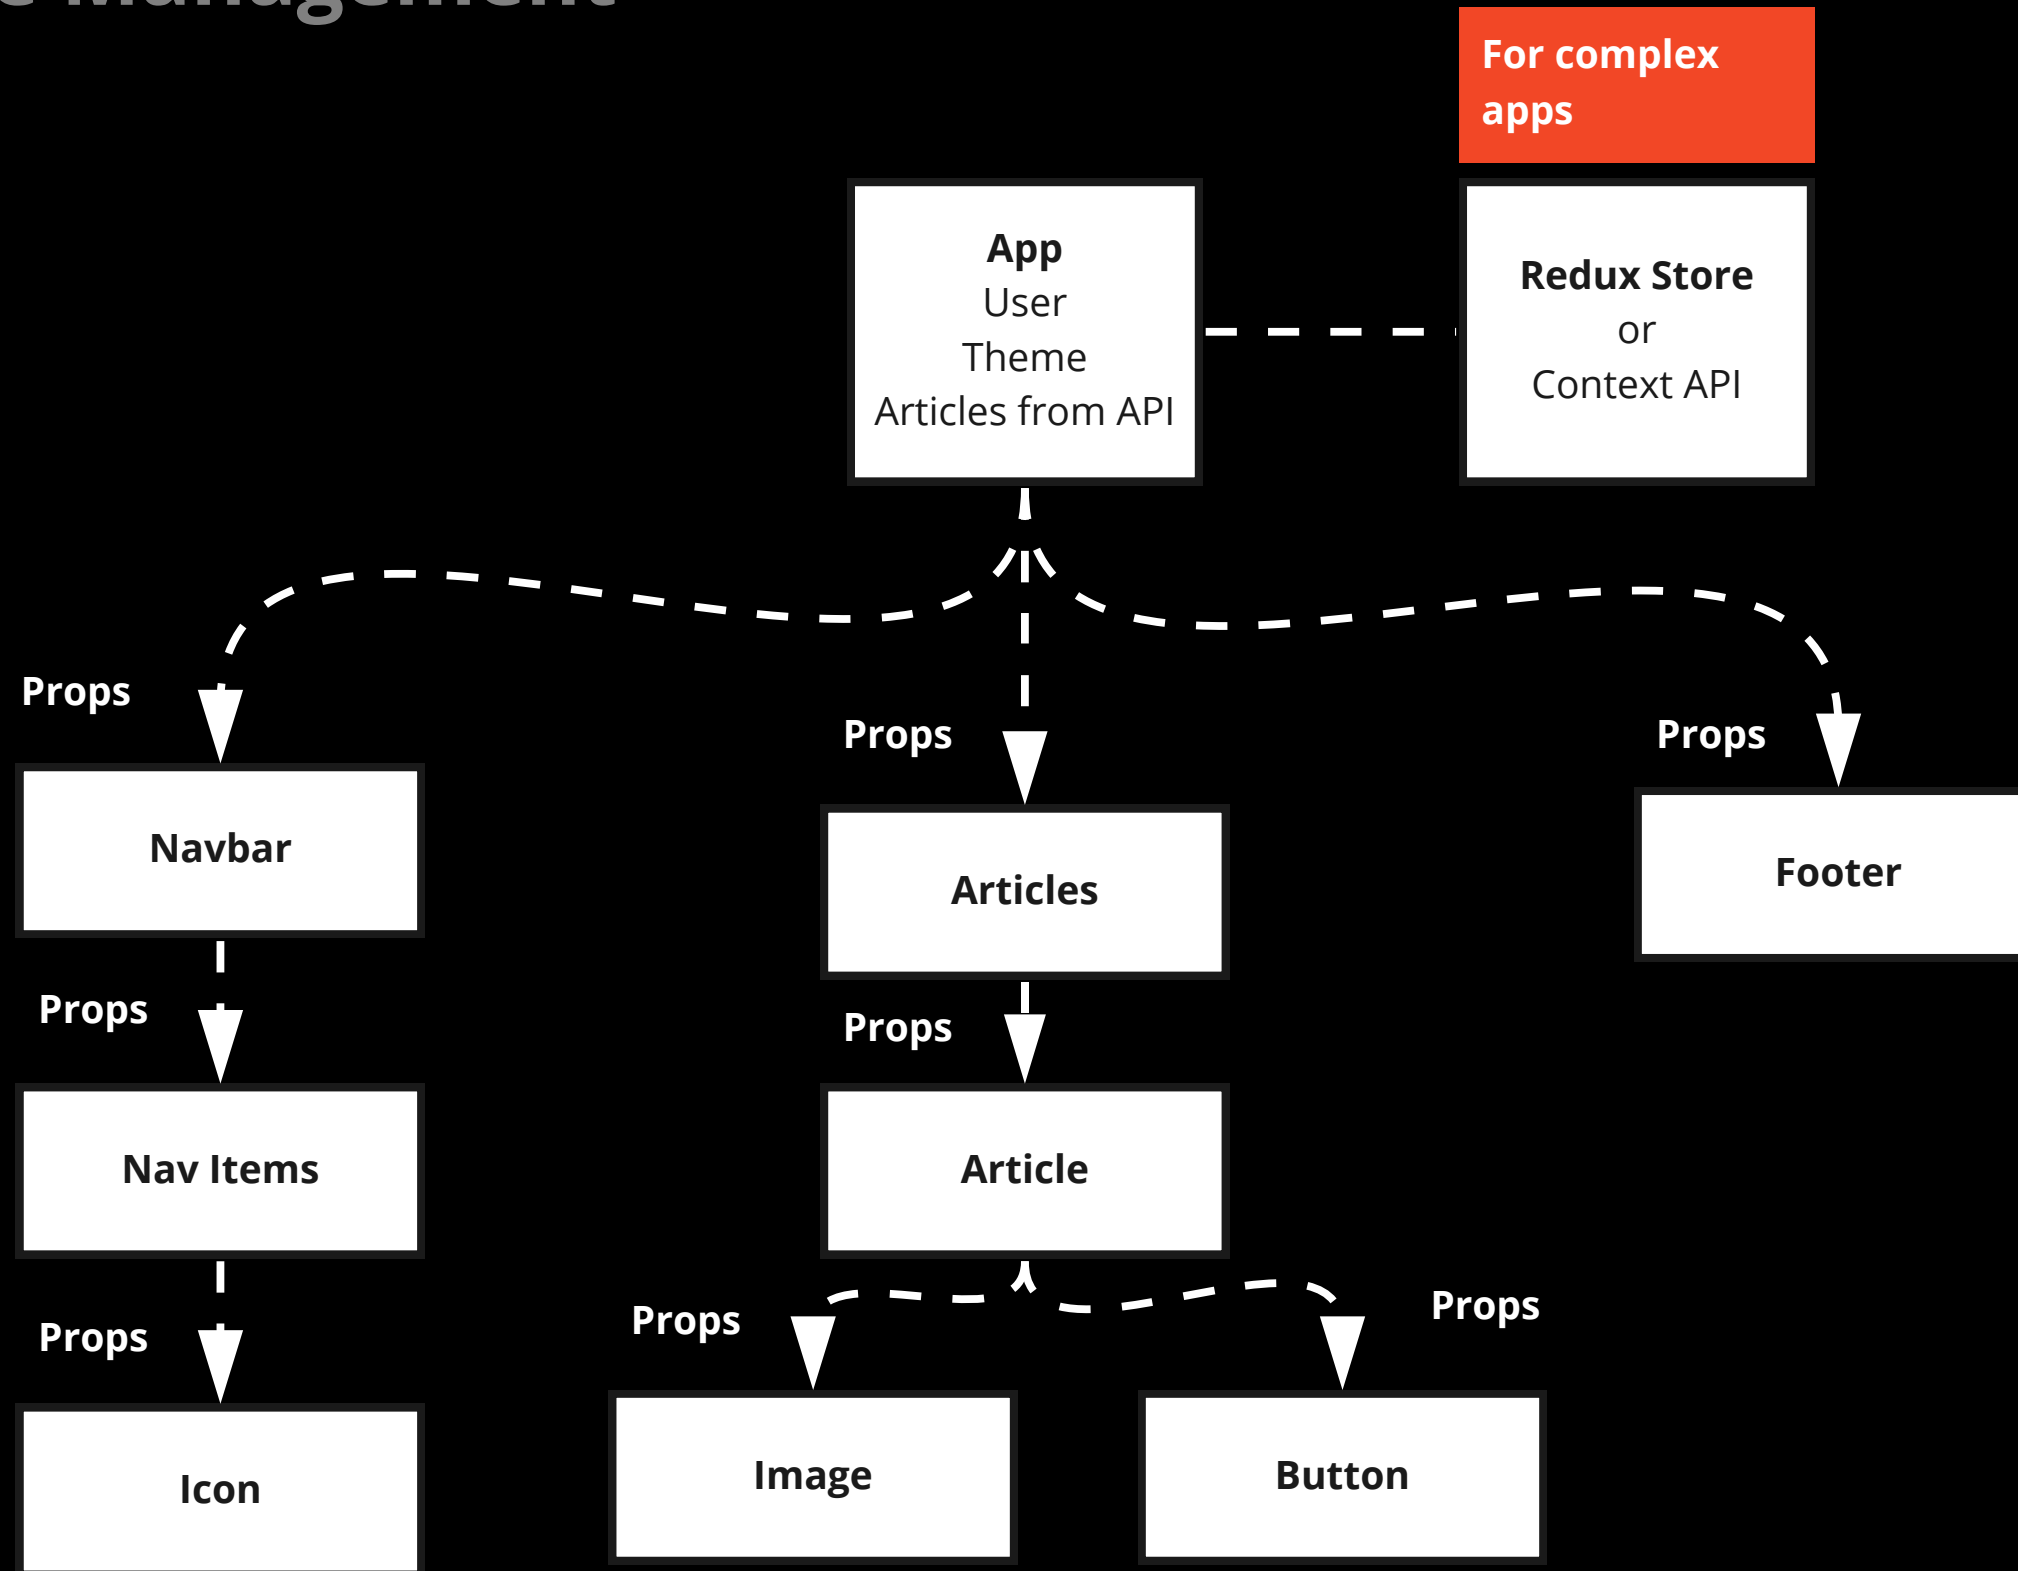 Management
For complex
apps
App
User
Theme
Articles from API
Redux Store
or
Context API
Props
Props
Props
Navbar
Articles
Footer
Props
Props
Nav Items
Article
Props
Props
Props
Icon
Image
Button